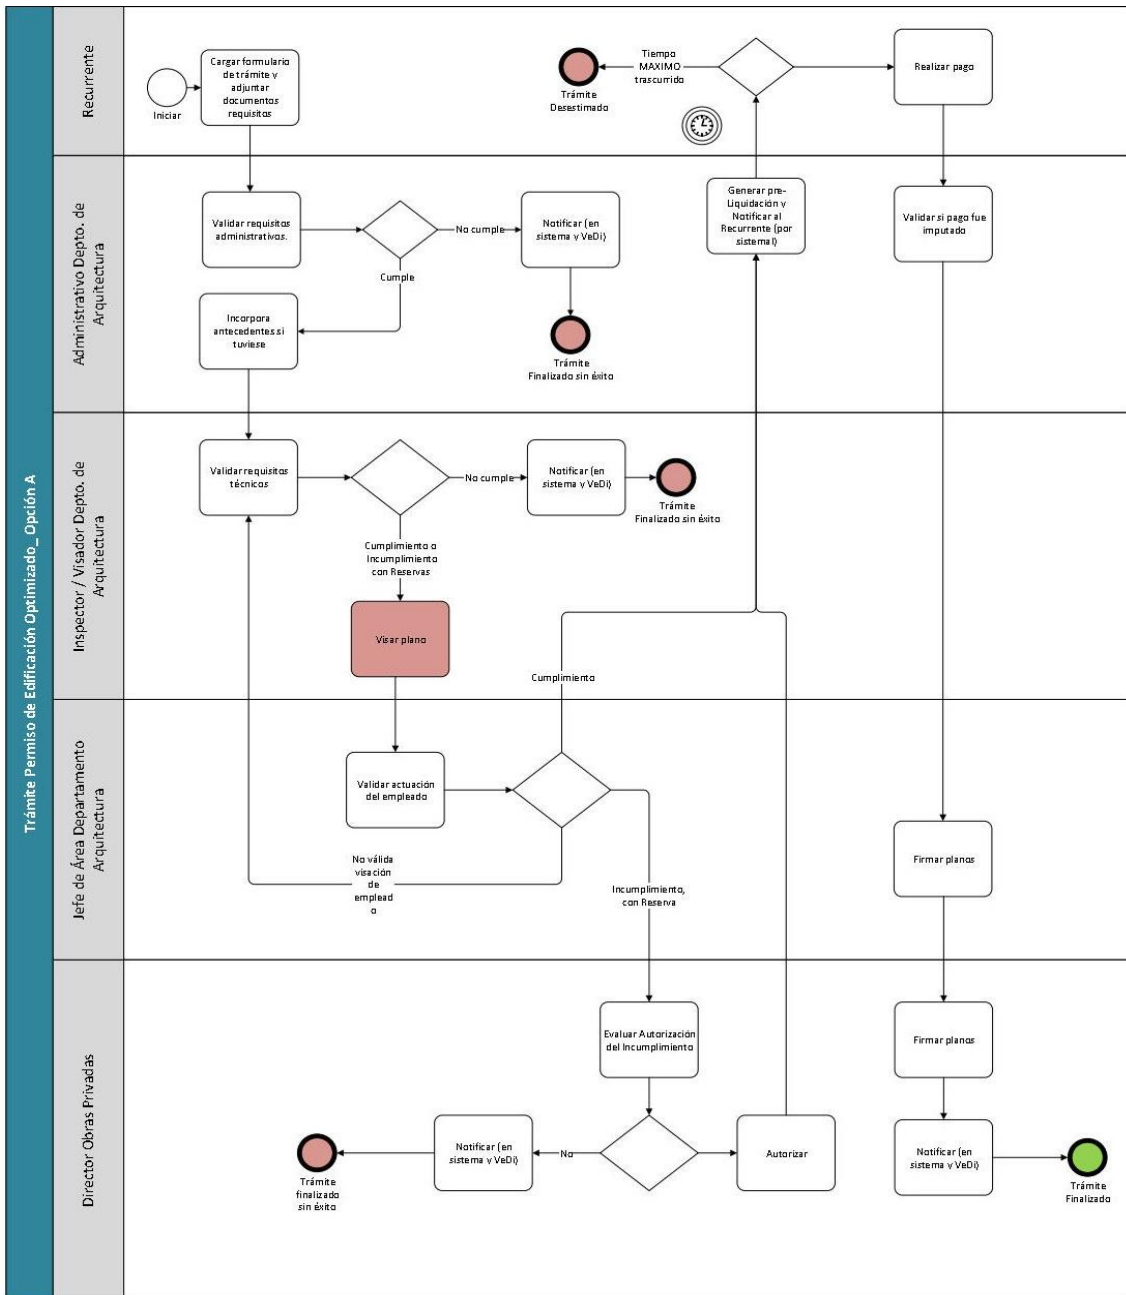 Trámite Permiso de Edificación Optimizado_ Opción A
Recurrente
Iniciar
Cargar formulario
de trámite y
adjuntar
documentos
requisitos
Tiempo
MAXIMO
trascurrido
Trámite
Desestimado
Realizar pago
Administrativo Depto. de
Arquitectura
Validar requisitos
administrativos.
No cumple
Notificar (en
sistema y VeDi)
Cumple
Incorpora
antecedentes si
tuviese
Trámite
Finalizado sin éxito
Generar pre-
Liquidación y
Notificar al
Recurrente (por
sistema)
Validar si pago fue
imputado
Inspector / Visador Depto. de
Arquitectura
Validar requisitos
técnicos
No cumple
Notificar (en
sistema y VeDi)
Trámite
Finalizado sin éxito
Cumplimiento o
Incumplimiento
con Reservas
Visar plano
Cumplimiento
Jefe de Área Departamento
Arquitectura
Validar actuación
del empleado
No válida
visación
de
emplead
o
Incumplimiento,
con Reserva
Firmar planos
Director Obras Privadas
Evaluar Autorización
del Incumplimiento
No
Notificar (en
sistema y VeDi)
Trámite
finalizado
sin éxito
Autorizar
Firmar planos
Notificar (en
sistema y VeDi)
Trámite
Finalizado